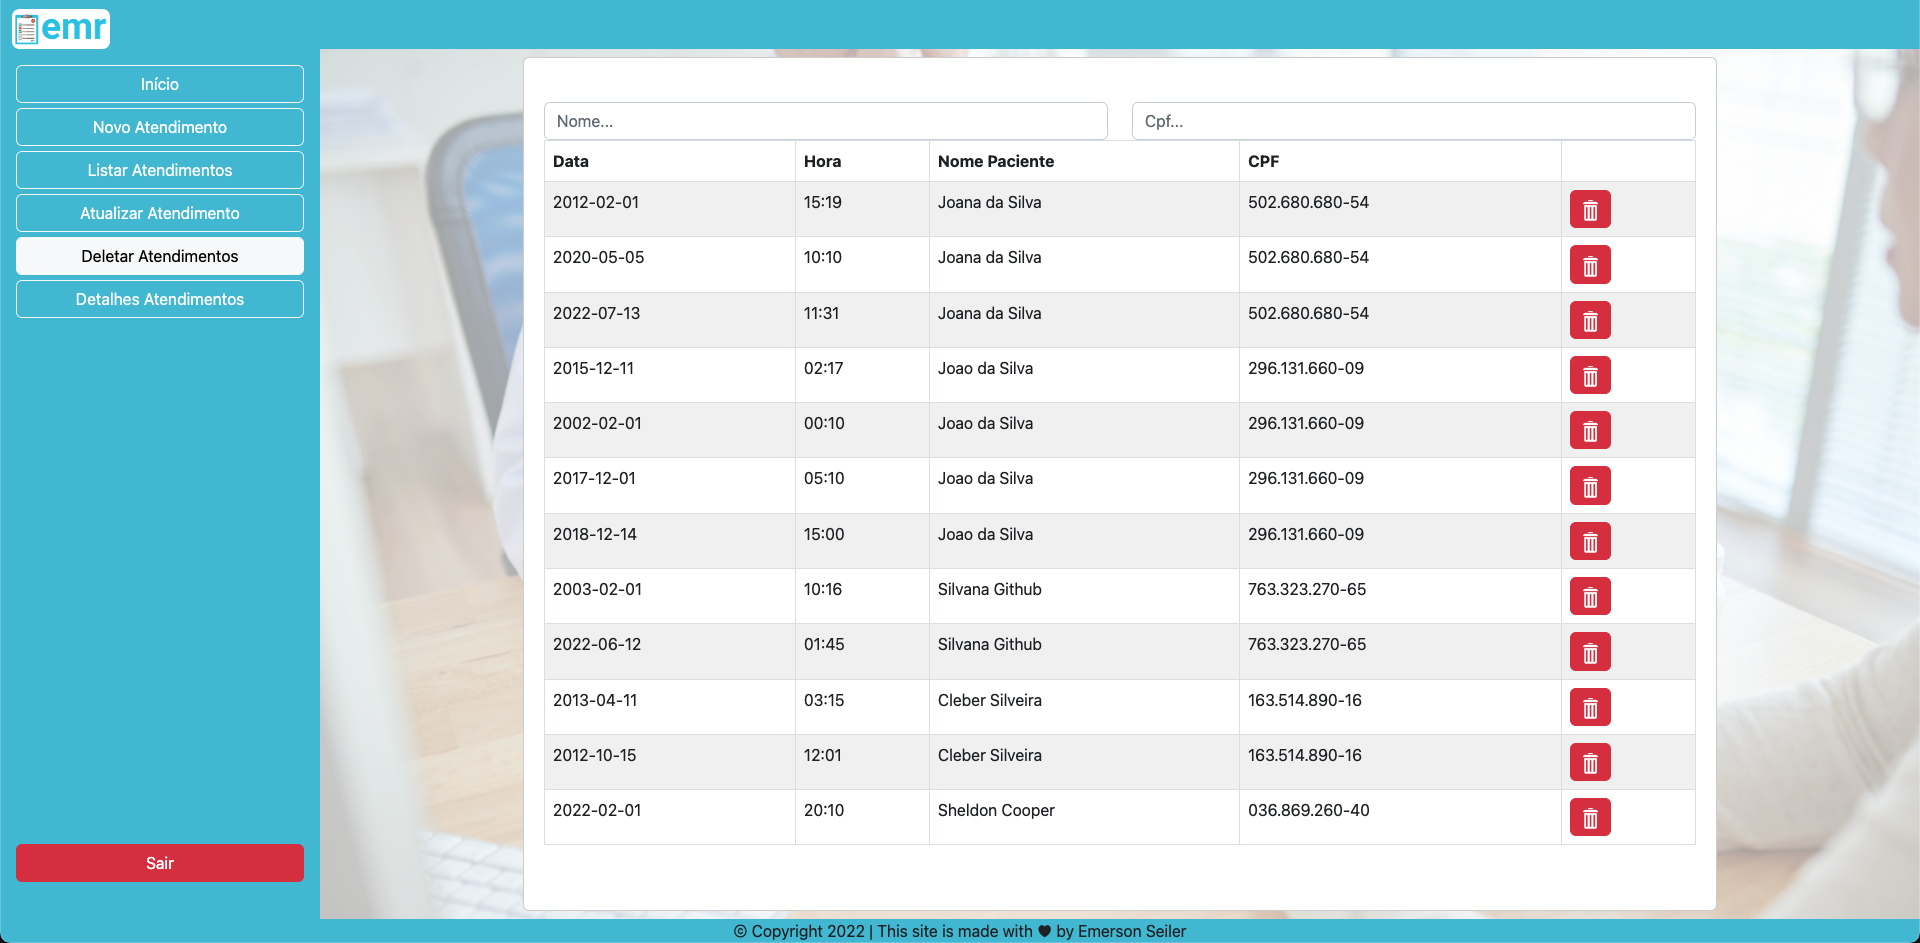 emr
Início
Novo Atendimento
Listar Atendimentos
Atualizar Atendimento
Deletar Atendimentos
Detalhes Atendimentos
Sair
Nome... Cpf...
Data Hora Nome Paciente CPF
2012-02-01 15:19 Joana da Silva 502.680.680-54
2020-05-05 10:10 Joana da Silva 502.680.680-54
2022-07-13 11:31 Joana da Silva 502.680.680-54
2015-12-11 02:17 Joao da Silva 296.131.660-09
2002-02-01 00:10 Joao da Silva 296.131.660-09
2017-12-01 05:10 Joao da Silva 296.131.660-09
2018-12-14 15:00 Joao da Silva 296.131.660-09
2003-02-01 10:16 Silvana Github 763.323.270-65
2022-06-12 01:45 Silvana Github 763.323.270-65
2013-04-11 03:15 Cleber Silveira 163.514.890-16
2012-10-15 12:01 Cleber Silveira 163.514.890-16
2022-02-01 20:10 Sheldon Cooper 036.869.260-40
© Copyright 2022 | This site is made with ♥ by Emerson Seiler